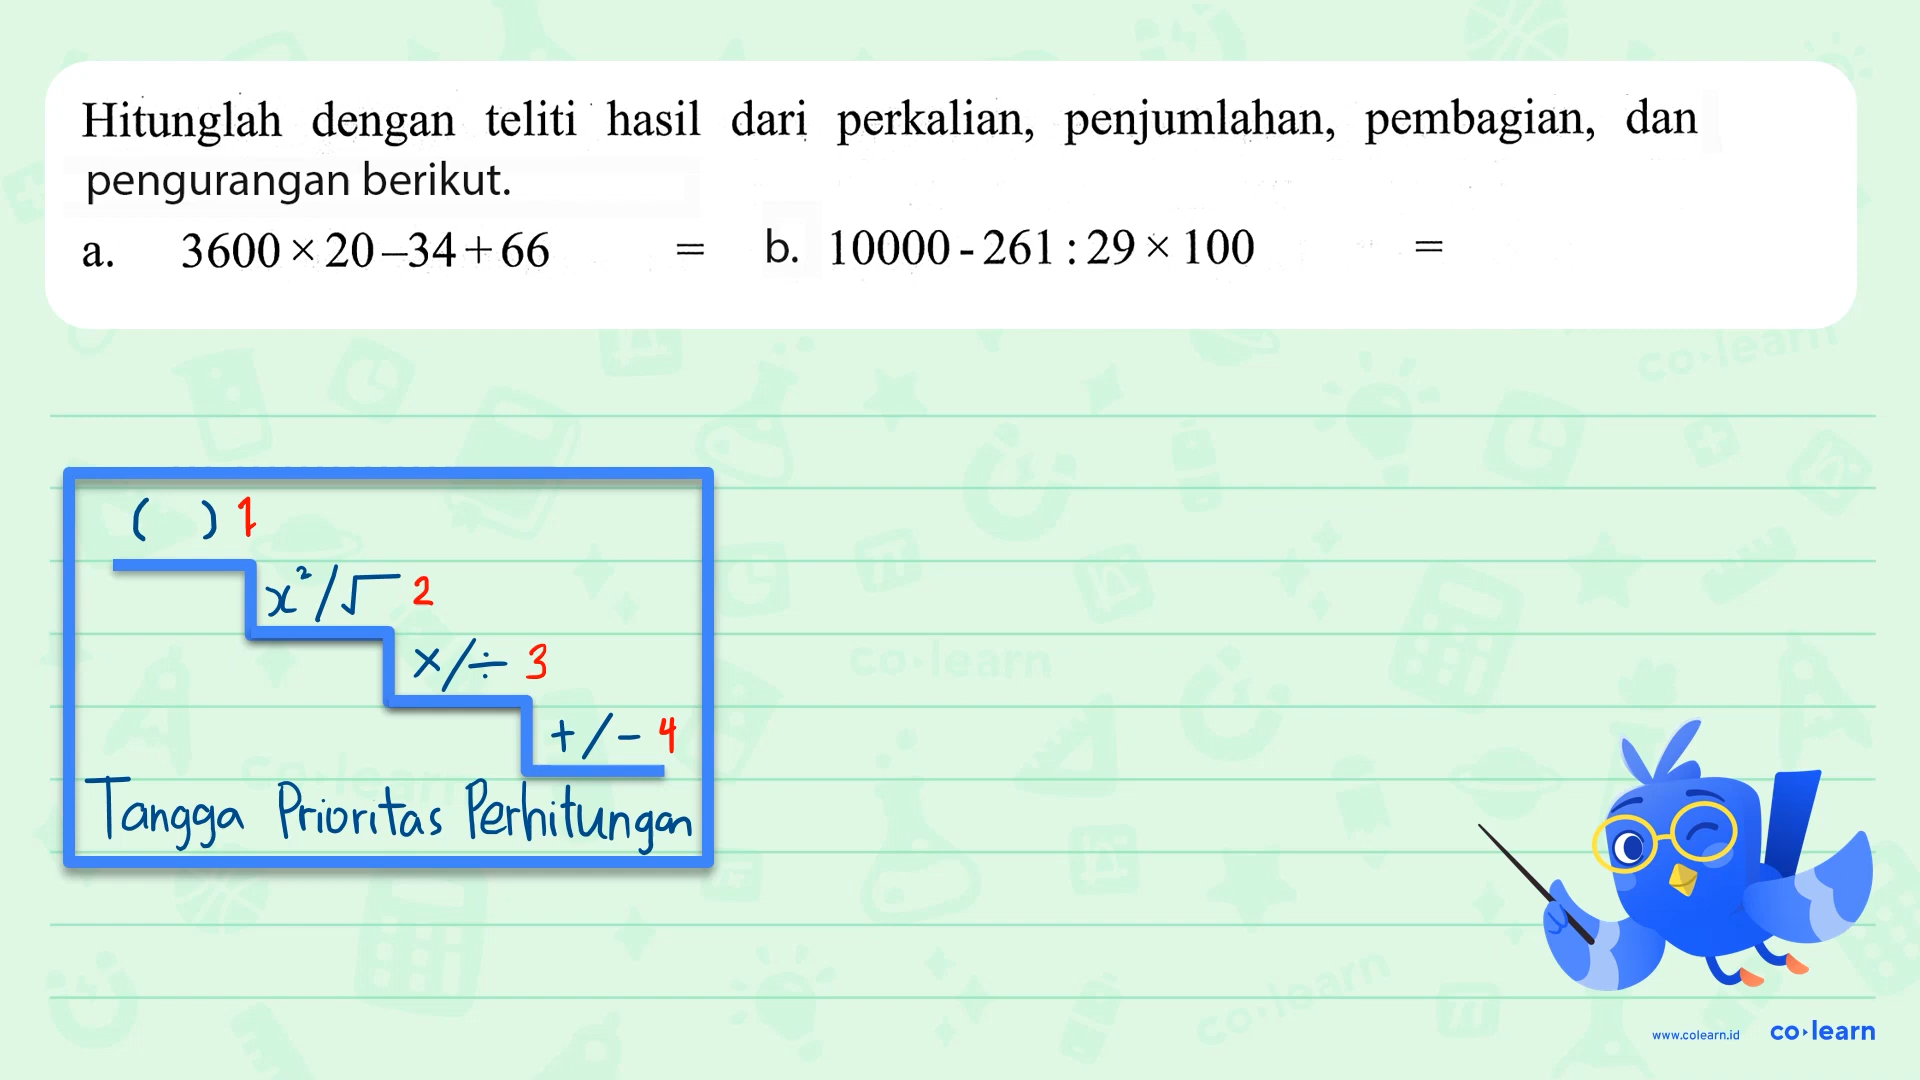 Hitunglah dengan teliti hasil dari perkalian, penjumlahan, pembagian, dan
pengurangan berikut.
a. 3600 × 20 – 34 + 66 = b. 10000 - 261 : 29 × 100 =
( ) 1
x²/√ 2
×/÷ 3
+/- 4
Tangga Prioritas Perhitungan
www.colearn.id co·learn